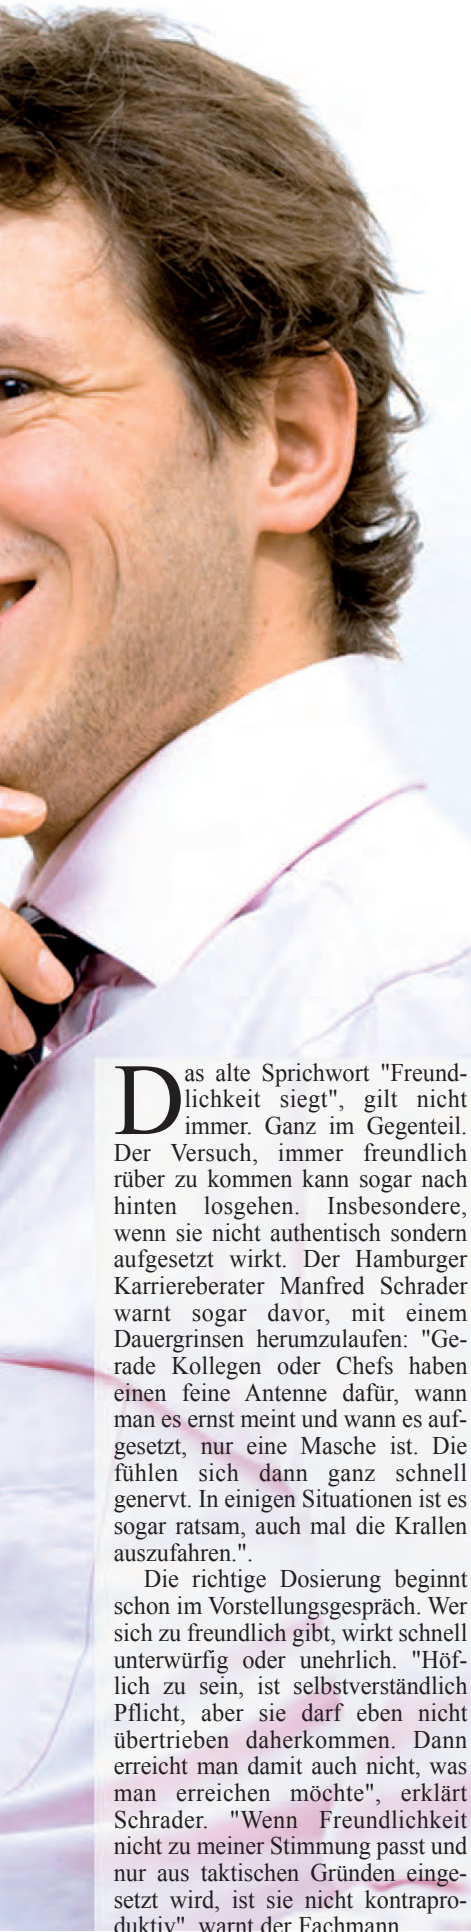 Das alte Sprichwort "Freund-
lichkeit siegt", gilt nicht
immer. Ganz im Gegenteil.
Der Versuch, immer freundlich
rüber zu kommen kann sogar nach
hinten losgehen. Insbesondere,
wenn sie nicht authentisch sondern
aufgesetzt wirkt. Der Hamburger
Karriereberater Manfred Schrader
warnt sogar davor, mit einem
Dauergrinsen herumzulaufen: "Ge-
rade Kollegen oder Chefs haben
einen feine Antenne dafür, wann
man es ernst meint und wann es auf-
gesetzt, nur eine Masche ist. Die
fühlen sich dann ganz schnell
genervt. In einigen Situationen ist es
sogar ratsam, auch mal die Krallen
auszufahren.".
Die richtige Dosierung beginnt
schon im Vorstellungsgespräch. Wer
sich zu freundlich gibt, wirkt schnell
unterwürfig oder unehrlich. "Höf-
lich zu sein, ist selbstverständlich
Pflicht, aber sie darf eben nicht
übertrieben daherkommen. Dann
erreicht man damit auch nicht, was
man erreichen möchte", erklärt
Schrader. "Wenn Freundlichkeit
nicht zu meiner Stimmung passt und
nur aus taktischen Gründen einge-
setzt wird, ist sie nicht kontrapro-
duktiv", warnt der Fachmann.